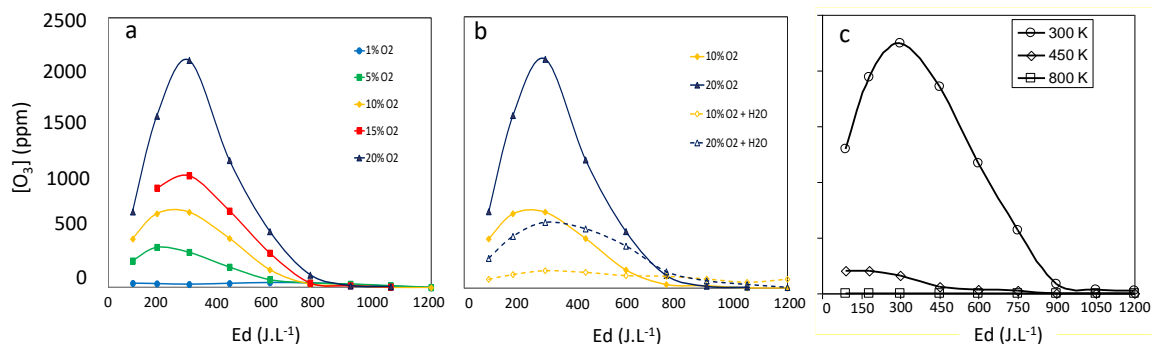 a
b
c
2500
2000
1500
1000
500
0
[O₃] (ppm)
1% O2
5% O2
10% O2
15% O2
20% O2
10% O2
20% O2
10% O2 + H2O
20% O2 + H2O
300 K
450 K
800 K
200 400 600 800 1000 1200
200 400 600 800 1000 1200
0 150 300 450 600 750 900 1050 1200
Ed (J.L⁻¹)
Ed (J.L⁻¹)
Ed (J.L⁻¹)